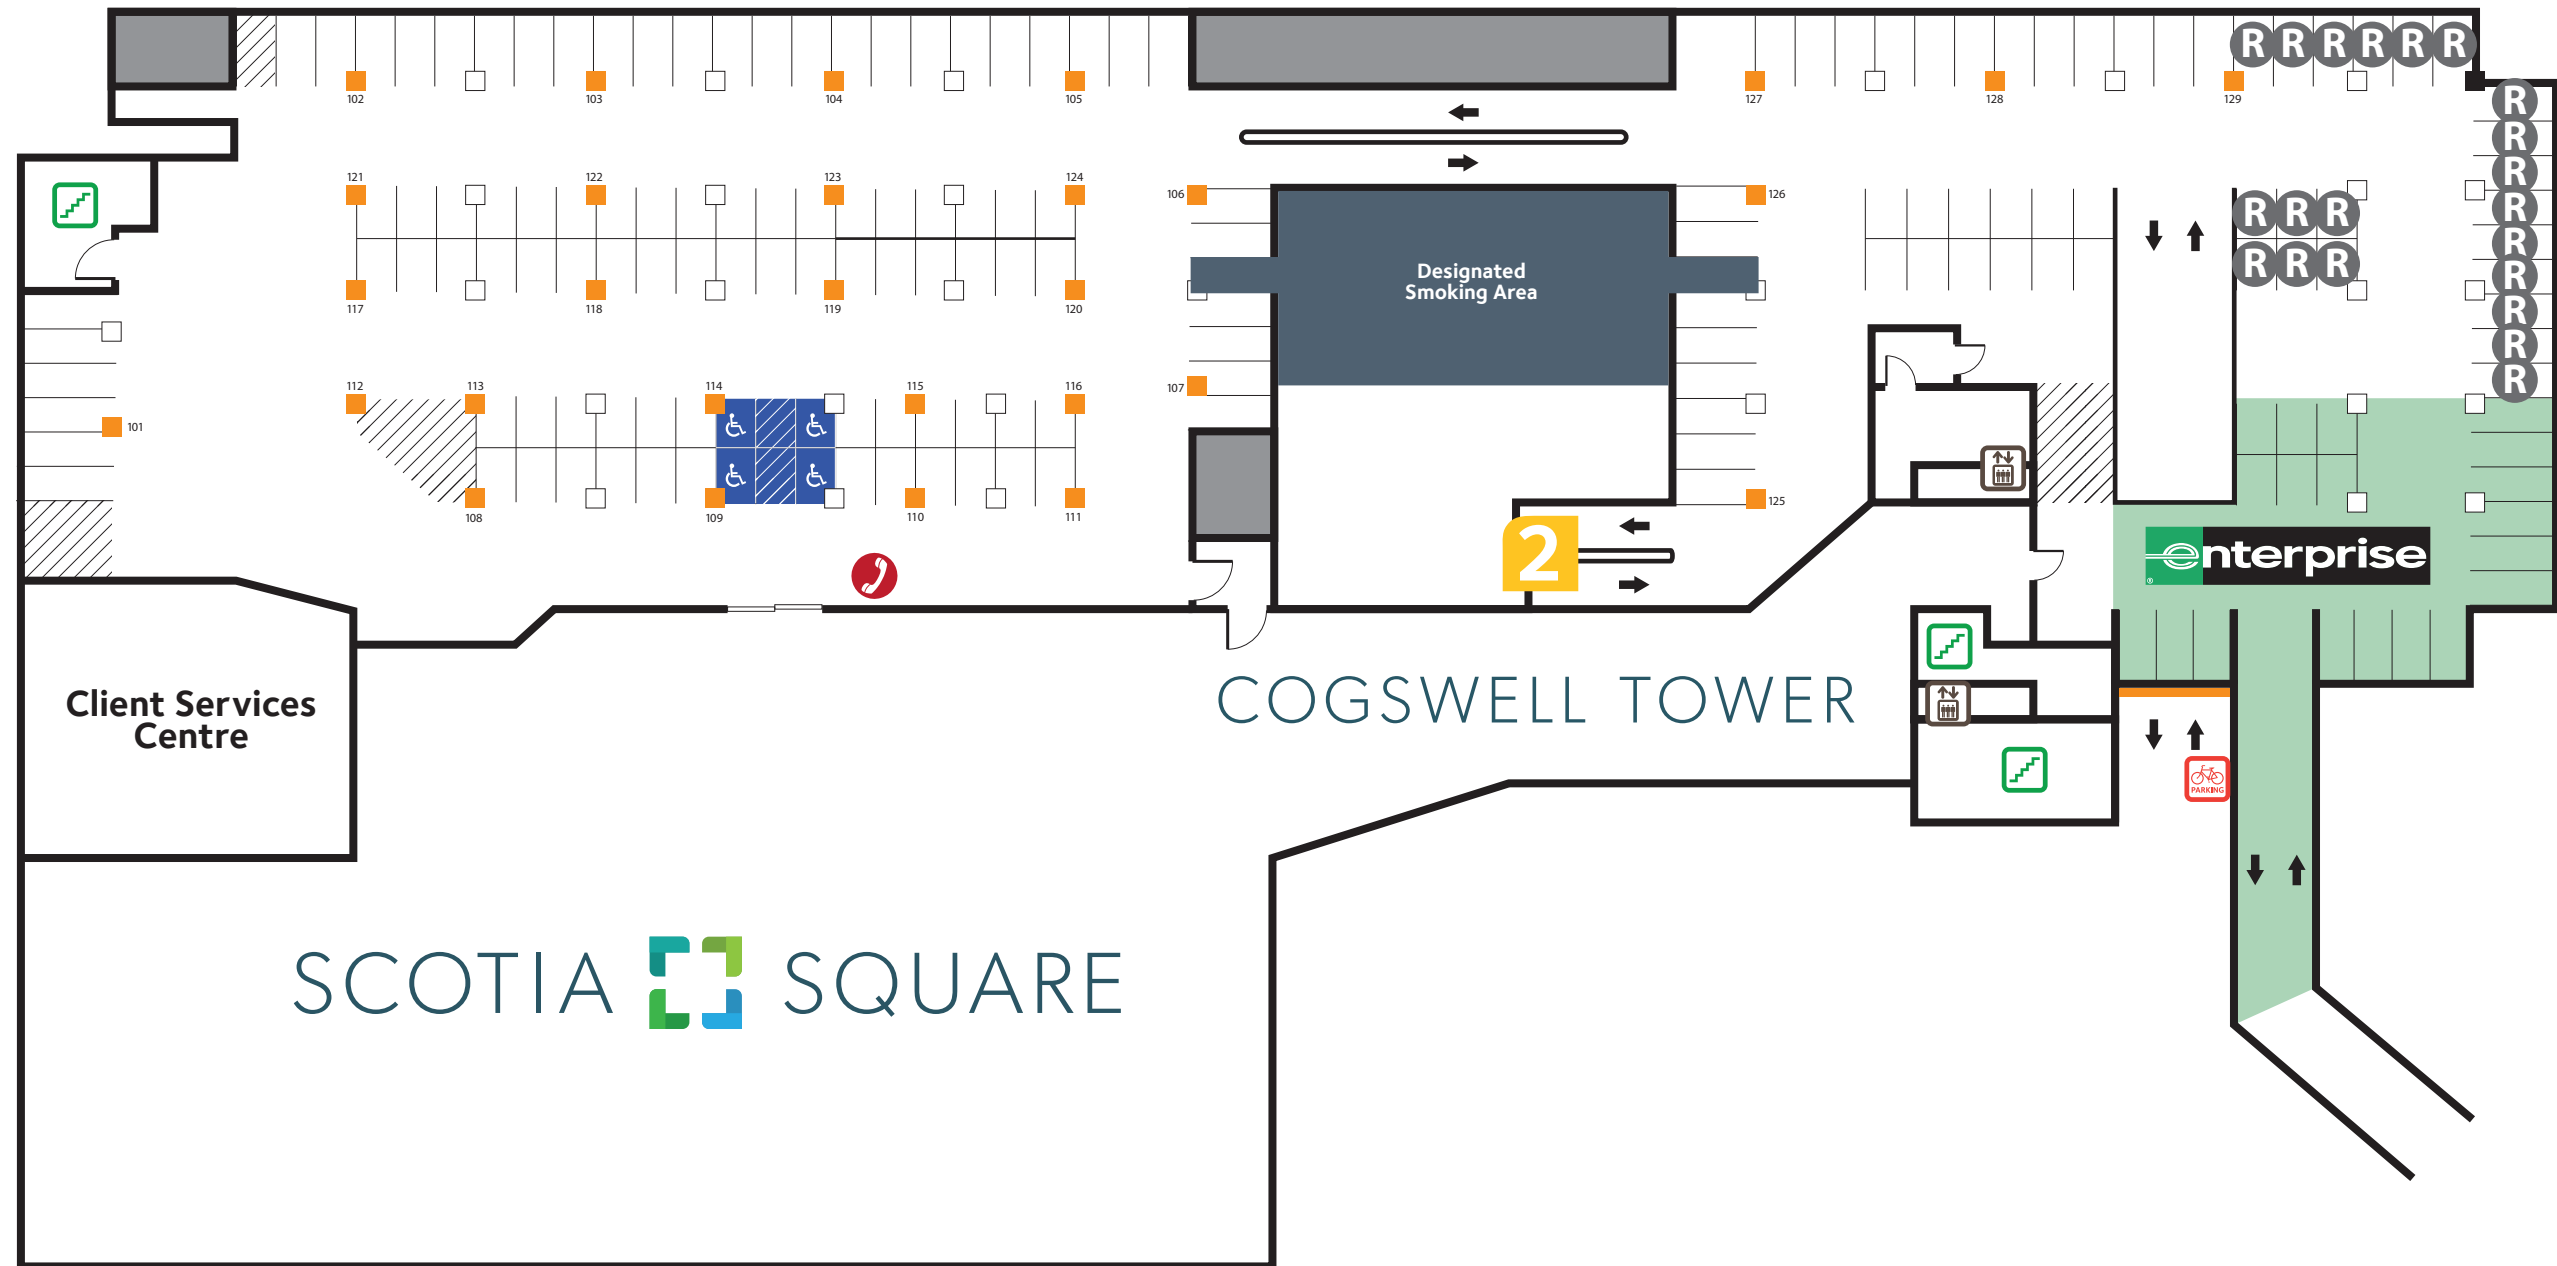 R R R R R R
102 103 104 105 127 128 129
R
R
R
R
R
R
R
R
R
121 122 123 124 106 126
R R R
R R R
Designated
Smoking Area
117 118 119 120
112 113 114 115 116 107
101
108 109 110 111 125
2
enterprise
®
COGSWELL TOWER
Client Services
Centre
PARKING
SCOTIA SQUARE